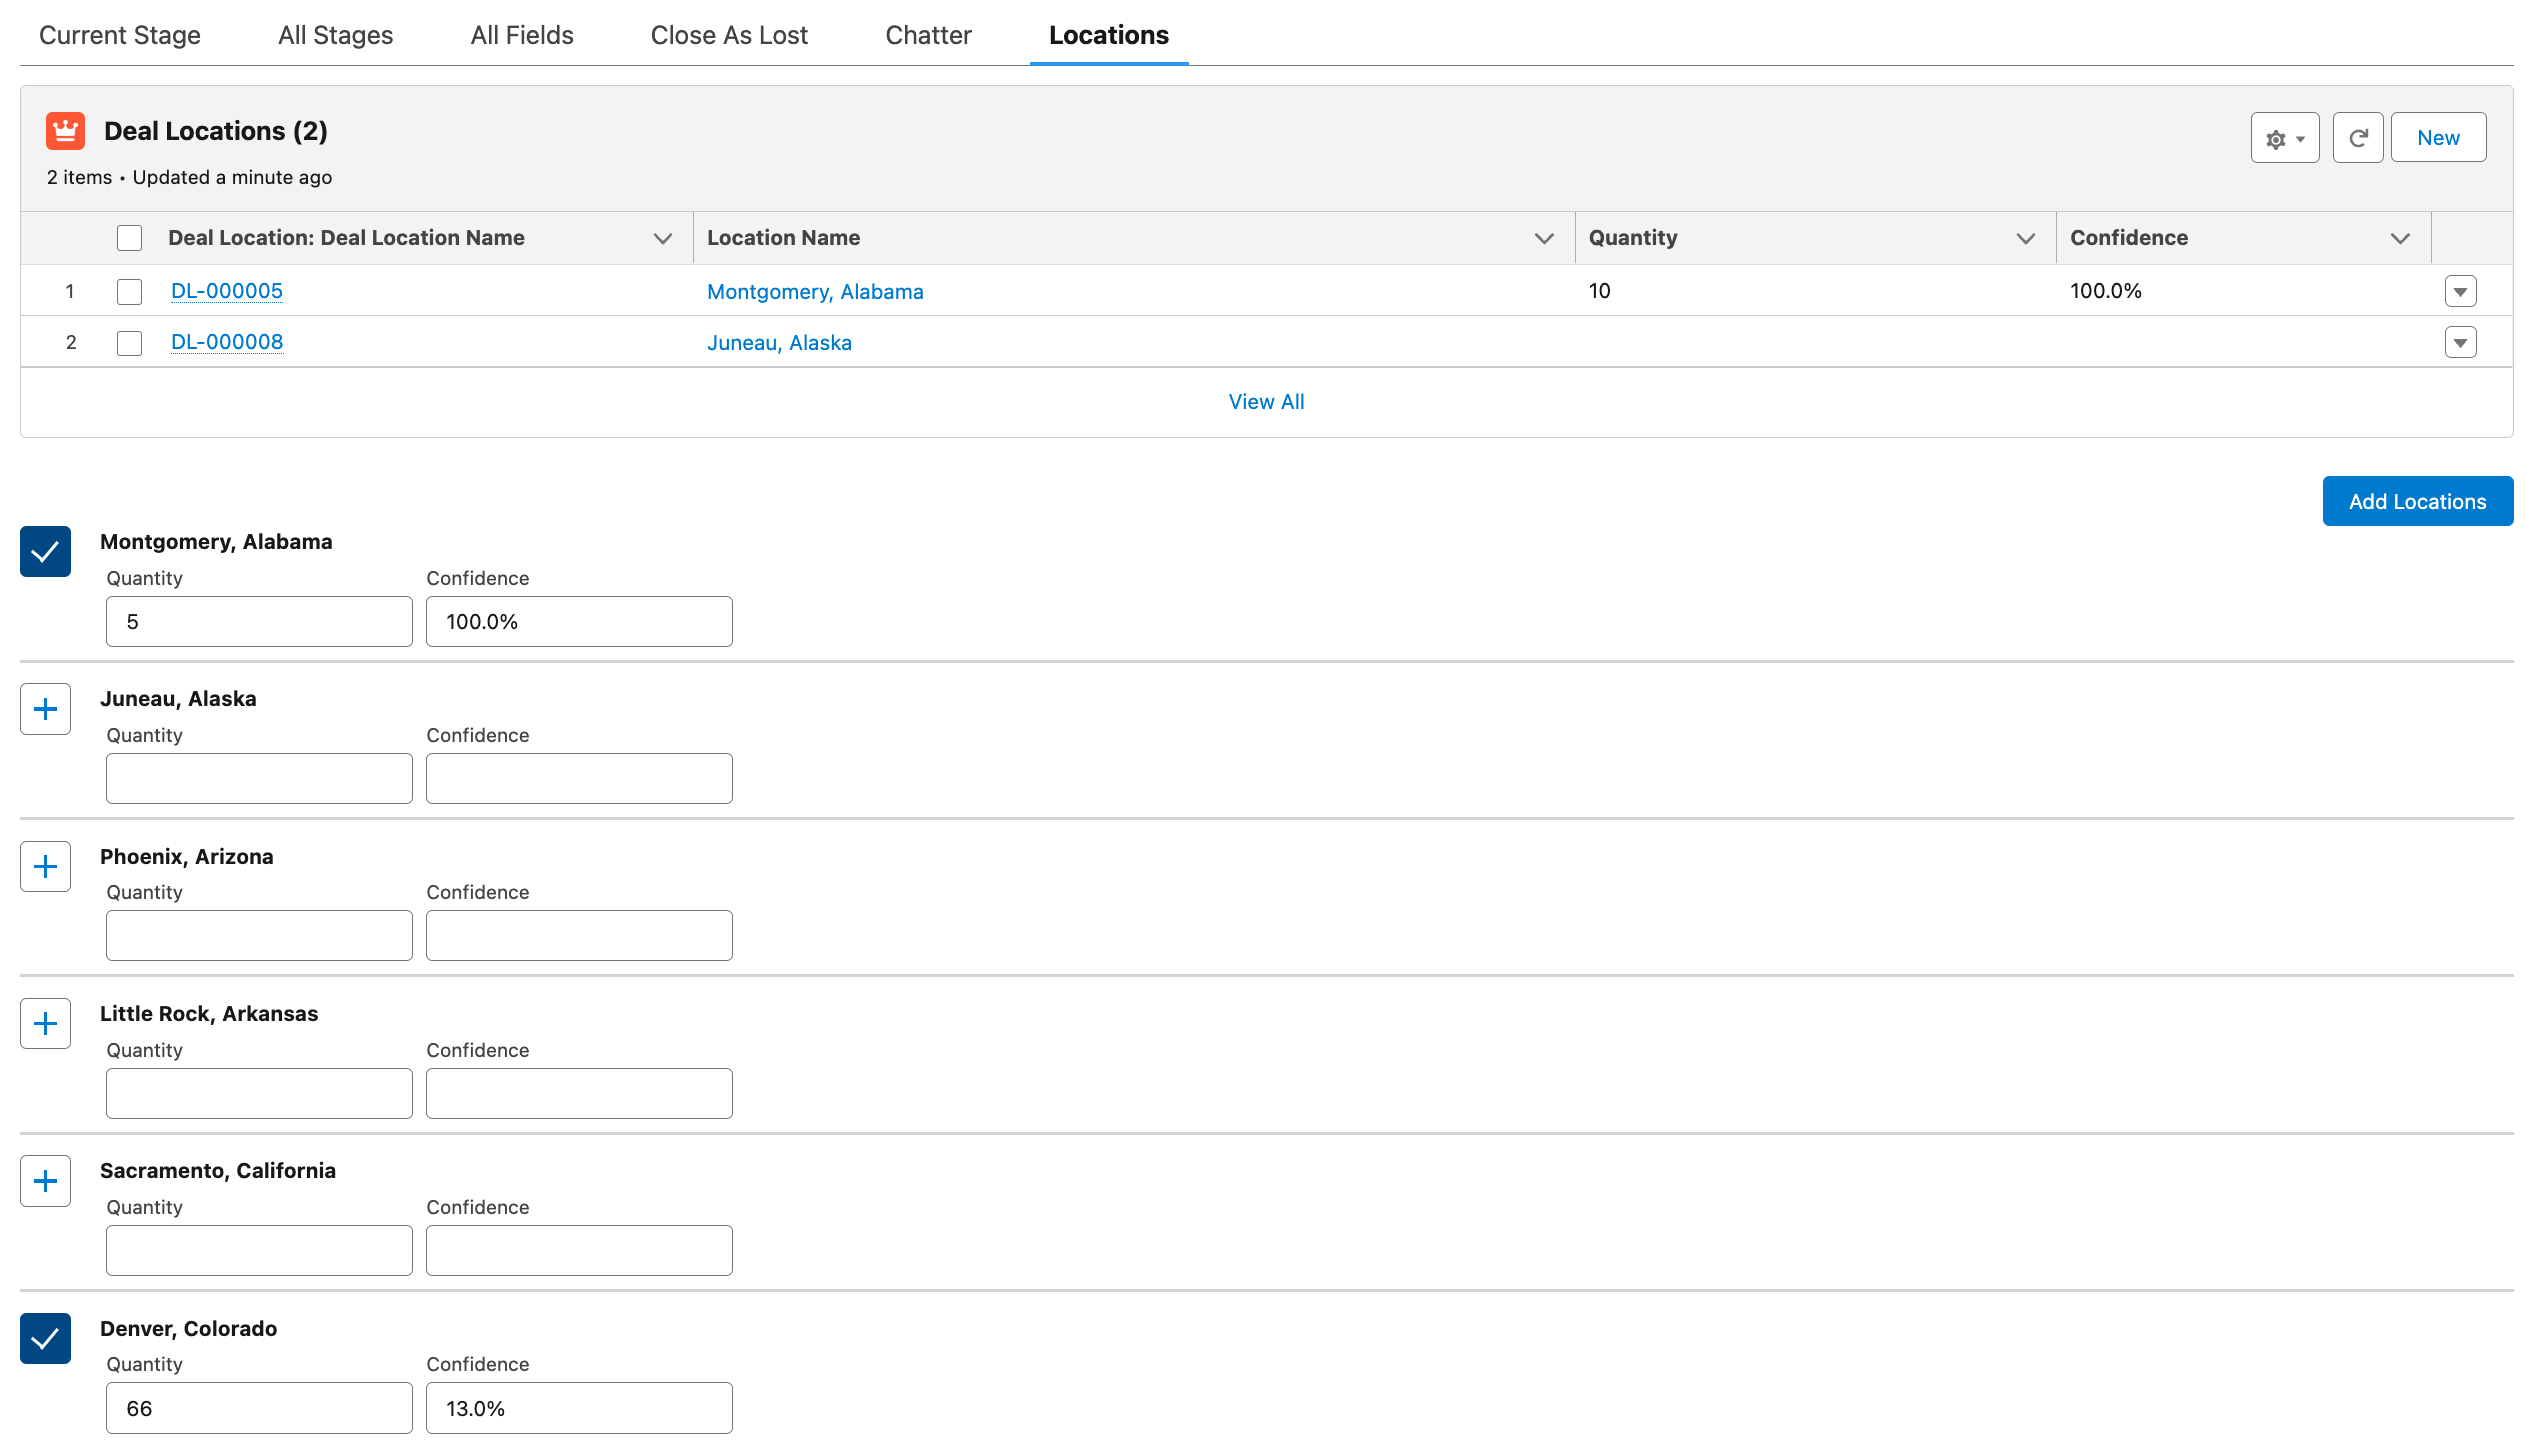 Current Stage All Stages All Fields Close As Lost Chatter Locations
Deal Locations (2)
New
2 items • Updated a minute ago
Deal Location: Deal Location Name Location Name Quantity Confidence
1 DL-000005 Montgomery, Alabama 10 100.0%
2 DL-000008 Juneau, Alaska
View All
Add Locations
Montgomery, Alabama
Quantity Confidence
5 100.0%
Juneau, Alaska
Quantity Confidence
Phoenix, Arizona
Quantity Confidence
Little Rock, Arkansas
Quantity Confidence
Sacramento, California
Quantity Confidence
Denver, Colorado
Quantity Confidence
66 13.0%